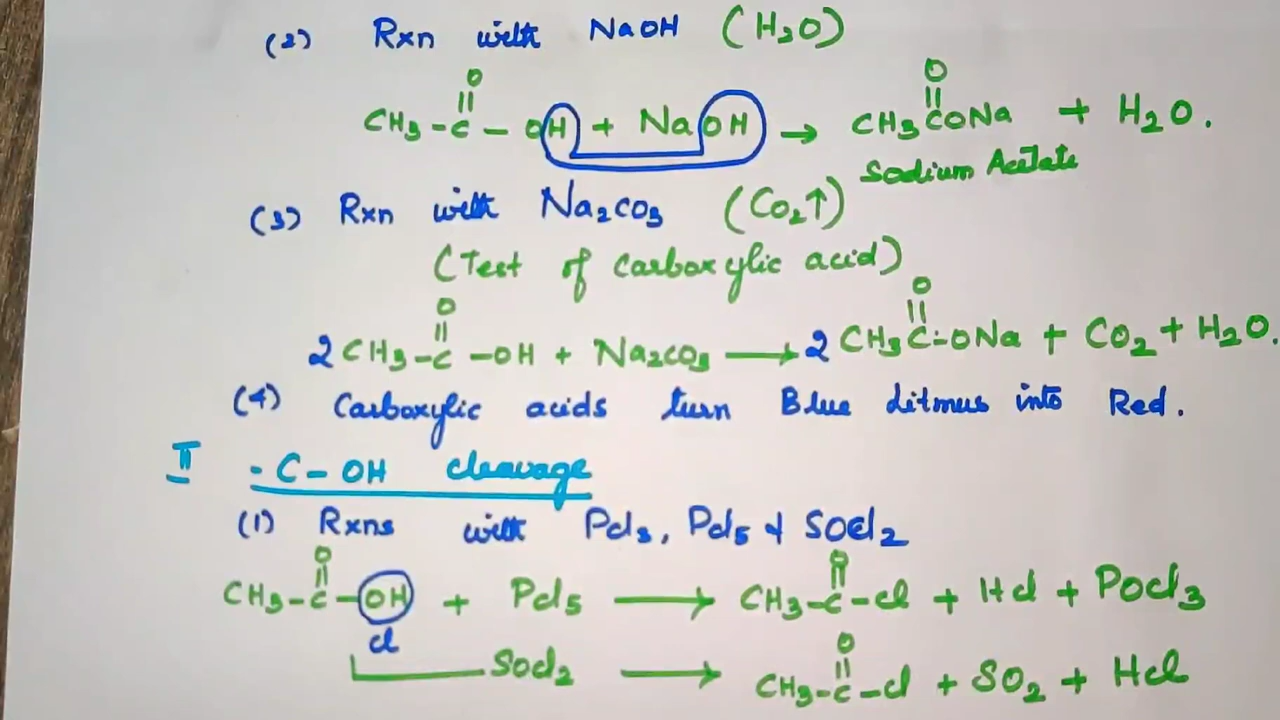 (2) Rxn with NaOH (H₂O)
O
CH₃-C-OH + NaOH → CH₃CONa + H₂O.
O
Sodium Acetate
(3) Rxn with Na₂CO₃ (CO₂↑)
(Test of Carboxylic acid)
O
O
2CH₃-C-OH + Na₂CO₃ → 2CH₃C-ONa + CO₂ + H₂O.
(4) Carboxylic acids turn Blue Litmus into Red.
II -C-OH cleavage
(1) Rxns with PCl₃, PCl₅ & SOCl₂
O
O
CH₃-C-OH + PCl₅ → CH₃-C-Cl + HCl + POCl₃
Cl
O
SOCl₂ → CH₃-C-Cl + SO₂ + HCl